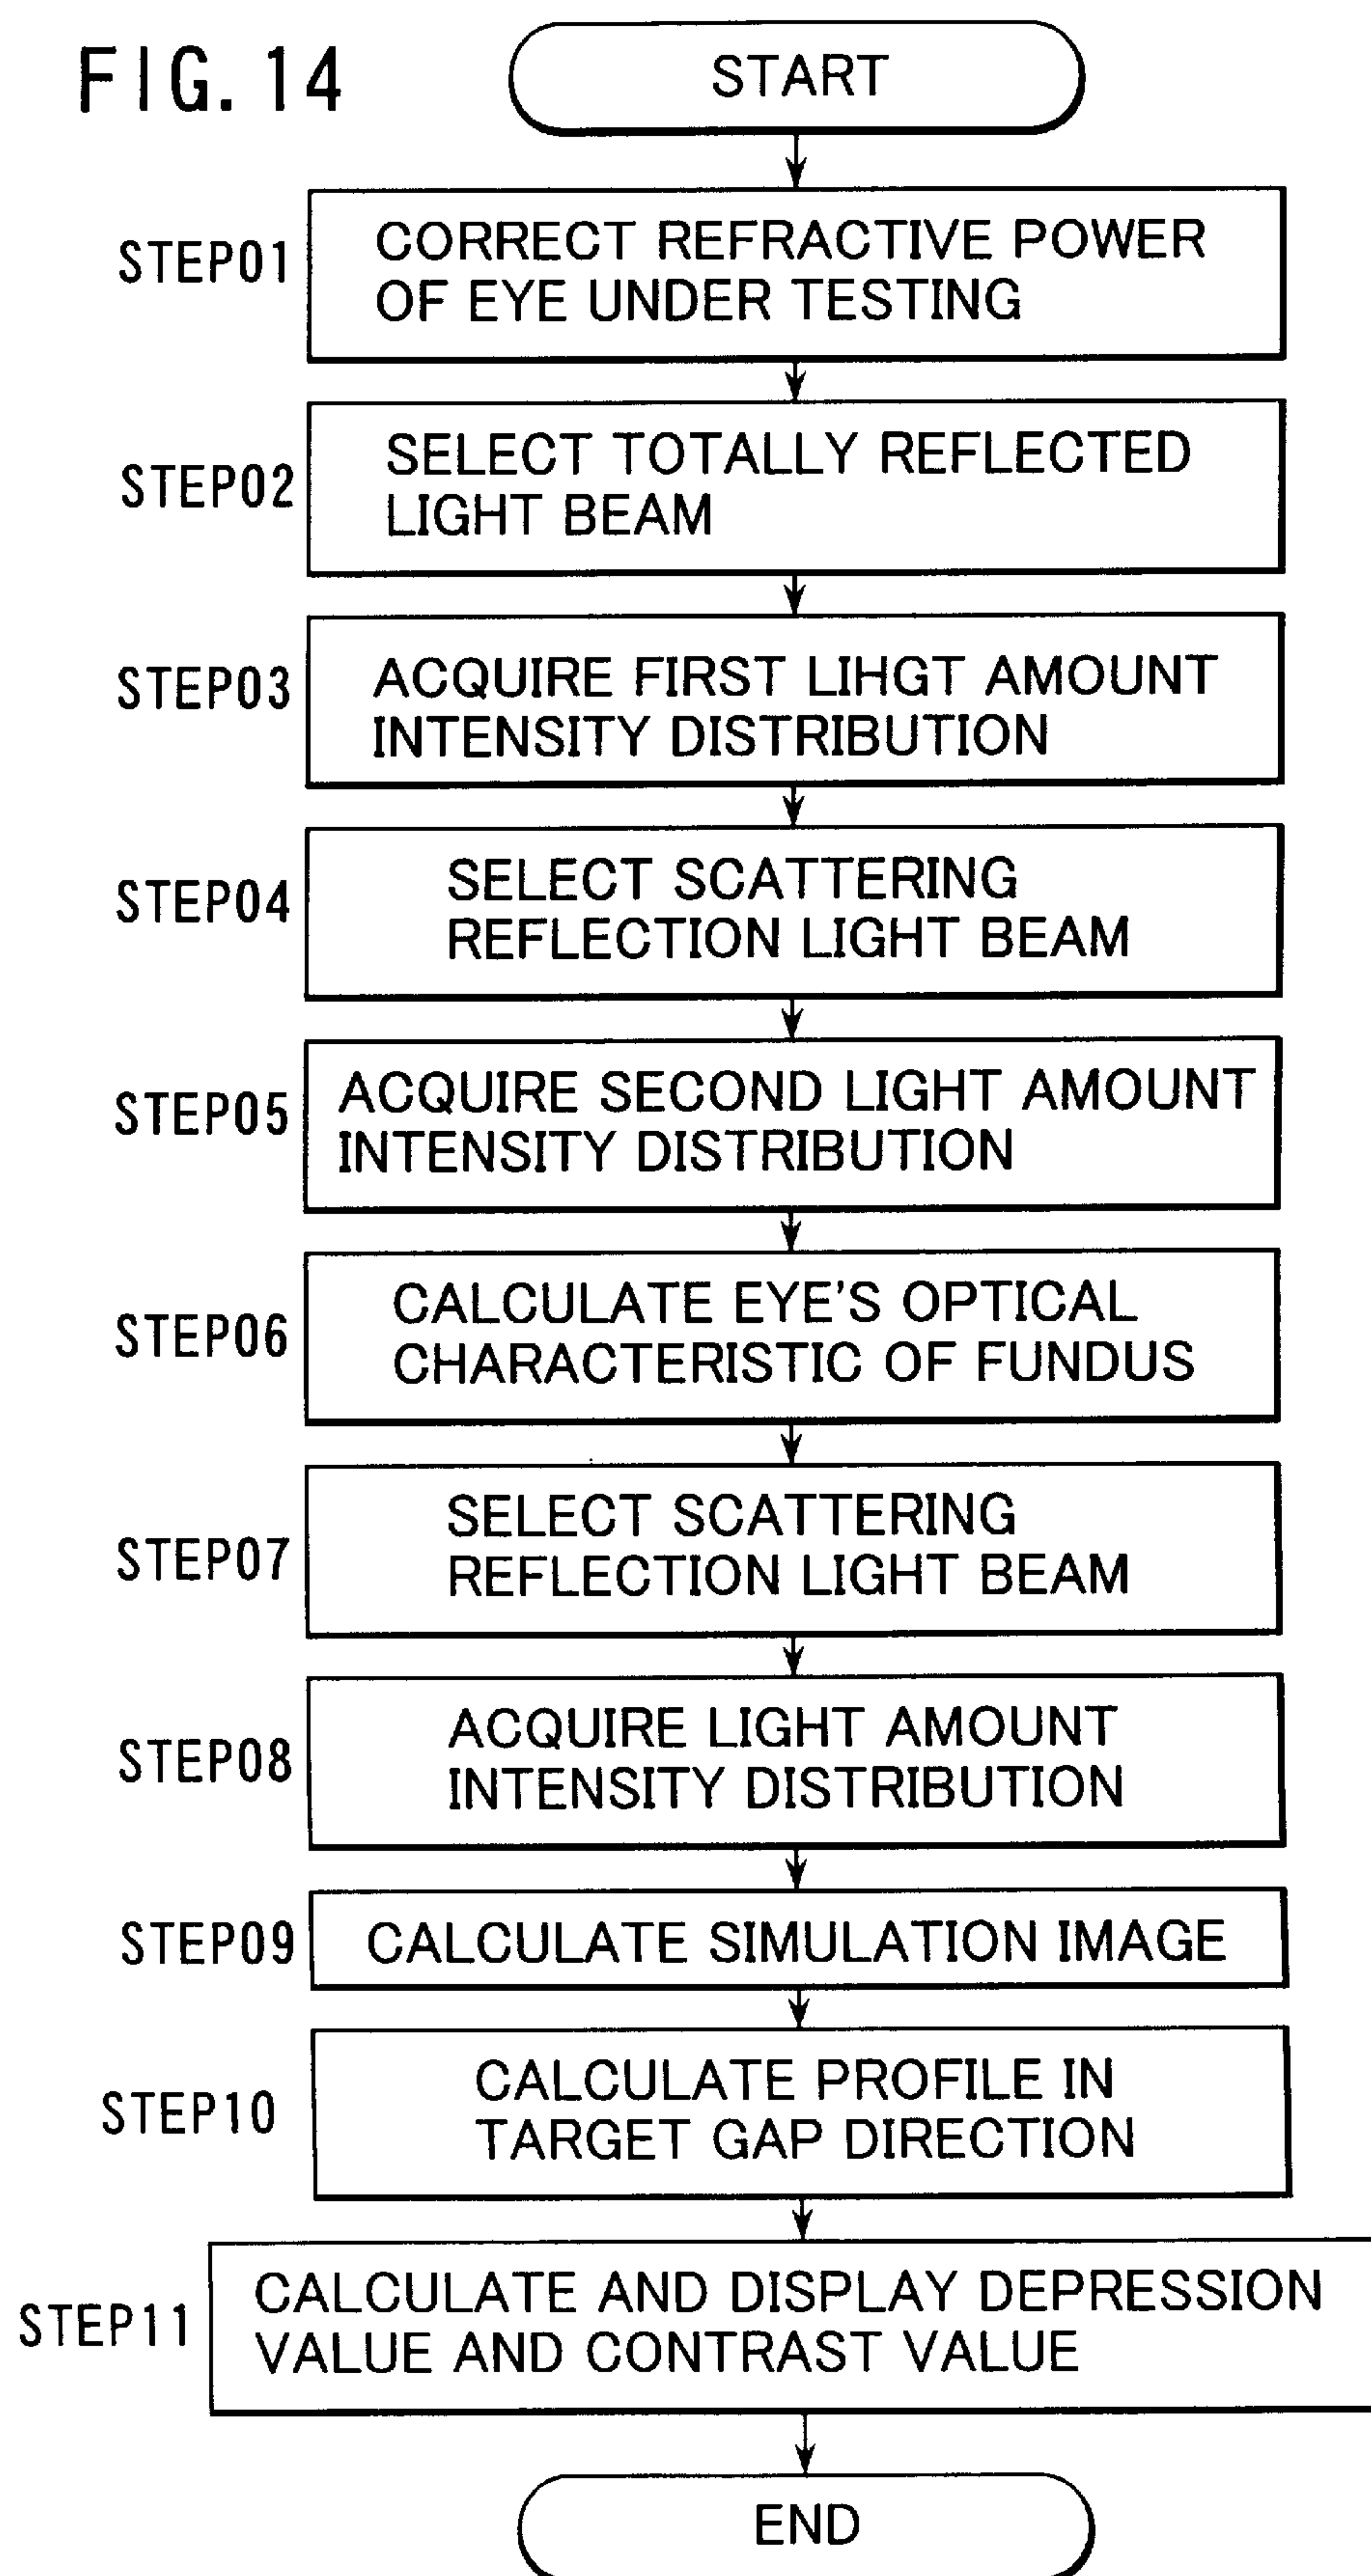 FIG. 14
START
STEP01
CORRECT REFRACTIVE POWER
OF EYE UNDER TESTING
STEP02
SELECT TOTALLY REFLECTED
LIGHT BEAM
STEP03
ACQUIRE FIRST LIHGT AMOUNT
INTENSITY DISTRIBUTION
STEP04
SELECT SCATTERING
REFLECTION LIGHT BEAM
STEP05
ACQUIRE SECOND LIGHT AMOUNT
INTENSITY DISTRIBUTION
STEP06
CALCULATE EYE'S OPTICAL
CHARACTERISTIC OF FUNDUS
STEP07
SELECT SCATTERING
REFLECTION LIGHT BEAM
STEP08
ACQUIRE LIGHT AMOUNT
INTENSITY DISTRIBUTION
STEP09
CALCULATE SIMULATION IMAGE
STEP10
CALCULATE PROFILE IN
TARGET GAP DIRECTION
STEP11
CALCULATE AND DISPLAY DEPRESSION
VALUE AND CONTRAST VALUE
END